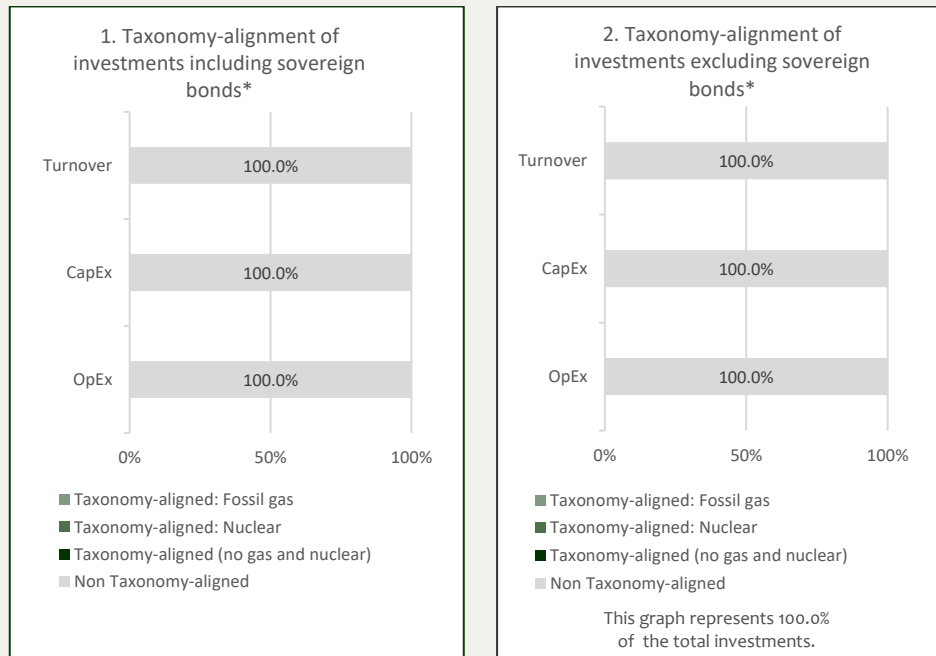 1. Taxonomy-alignment of
investments including sovereign
bonds*
Turnover
100.0%
CapEx
100.0%
OpEx
100.0%
0%
50%
100%
Taxonomy-aligned: Fossil gas
Taxonomy-aligned: Nuclear
Taxonomy-aligned (no gas and nuclear)
Non Taxonomy-aligned
2. Taxonomy-alignment of
investments excluding sovereign
bonds*
Turnover
100.0%
CapEx
100.0%
OpEx
100.0%
0%
50%
100%
Taxonomy-aligned: Fossil gas
Taxonomy-aligned: Nuclear
Taxonomy-aligned (no gas and nuclear)
Non Taxonomy-aligned
This graph represents 100.0%
of the total investments.